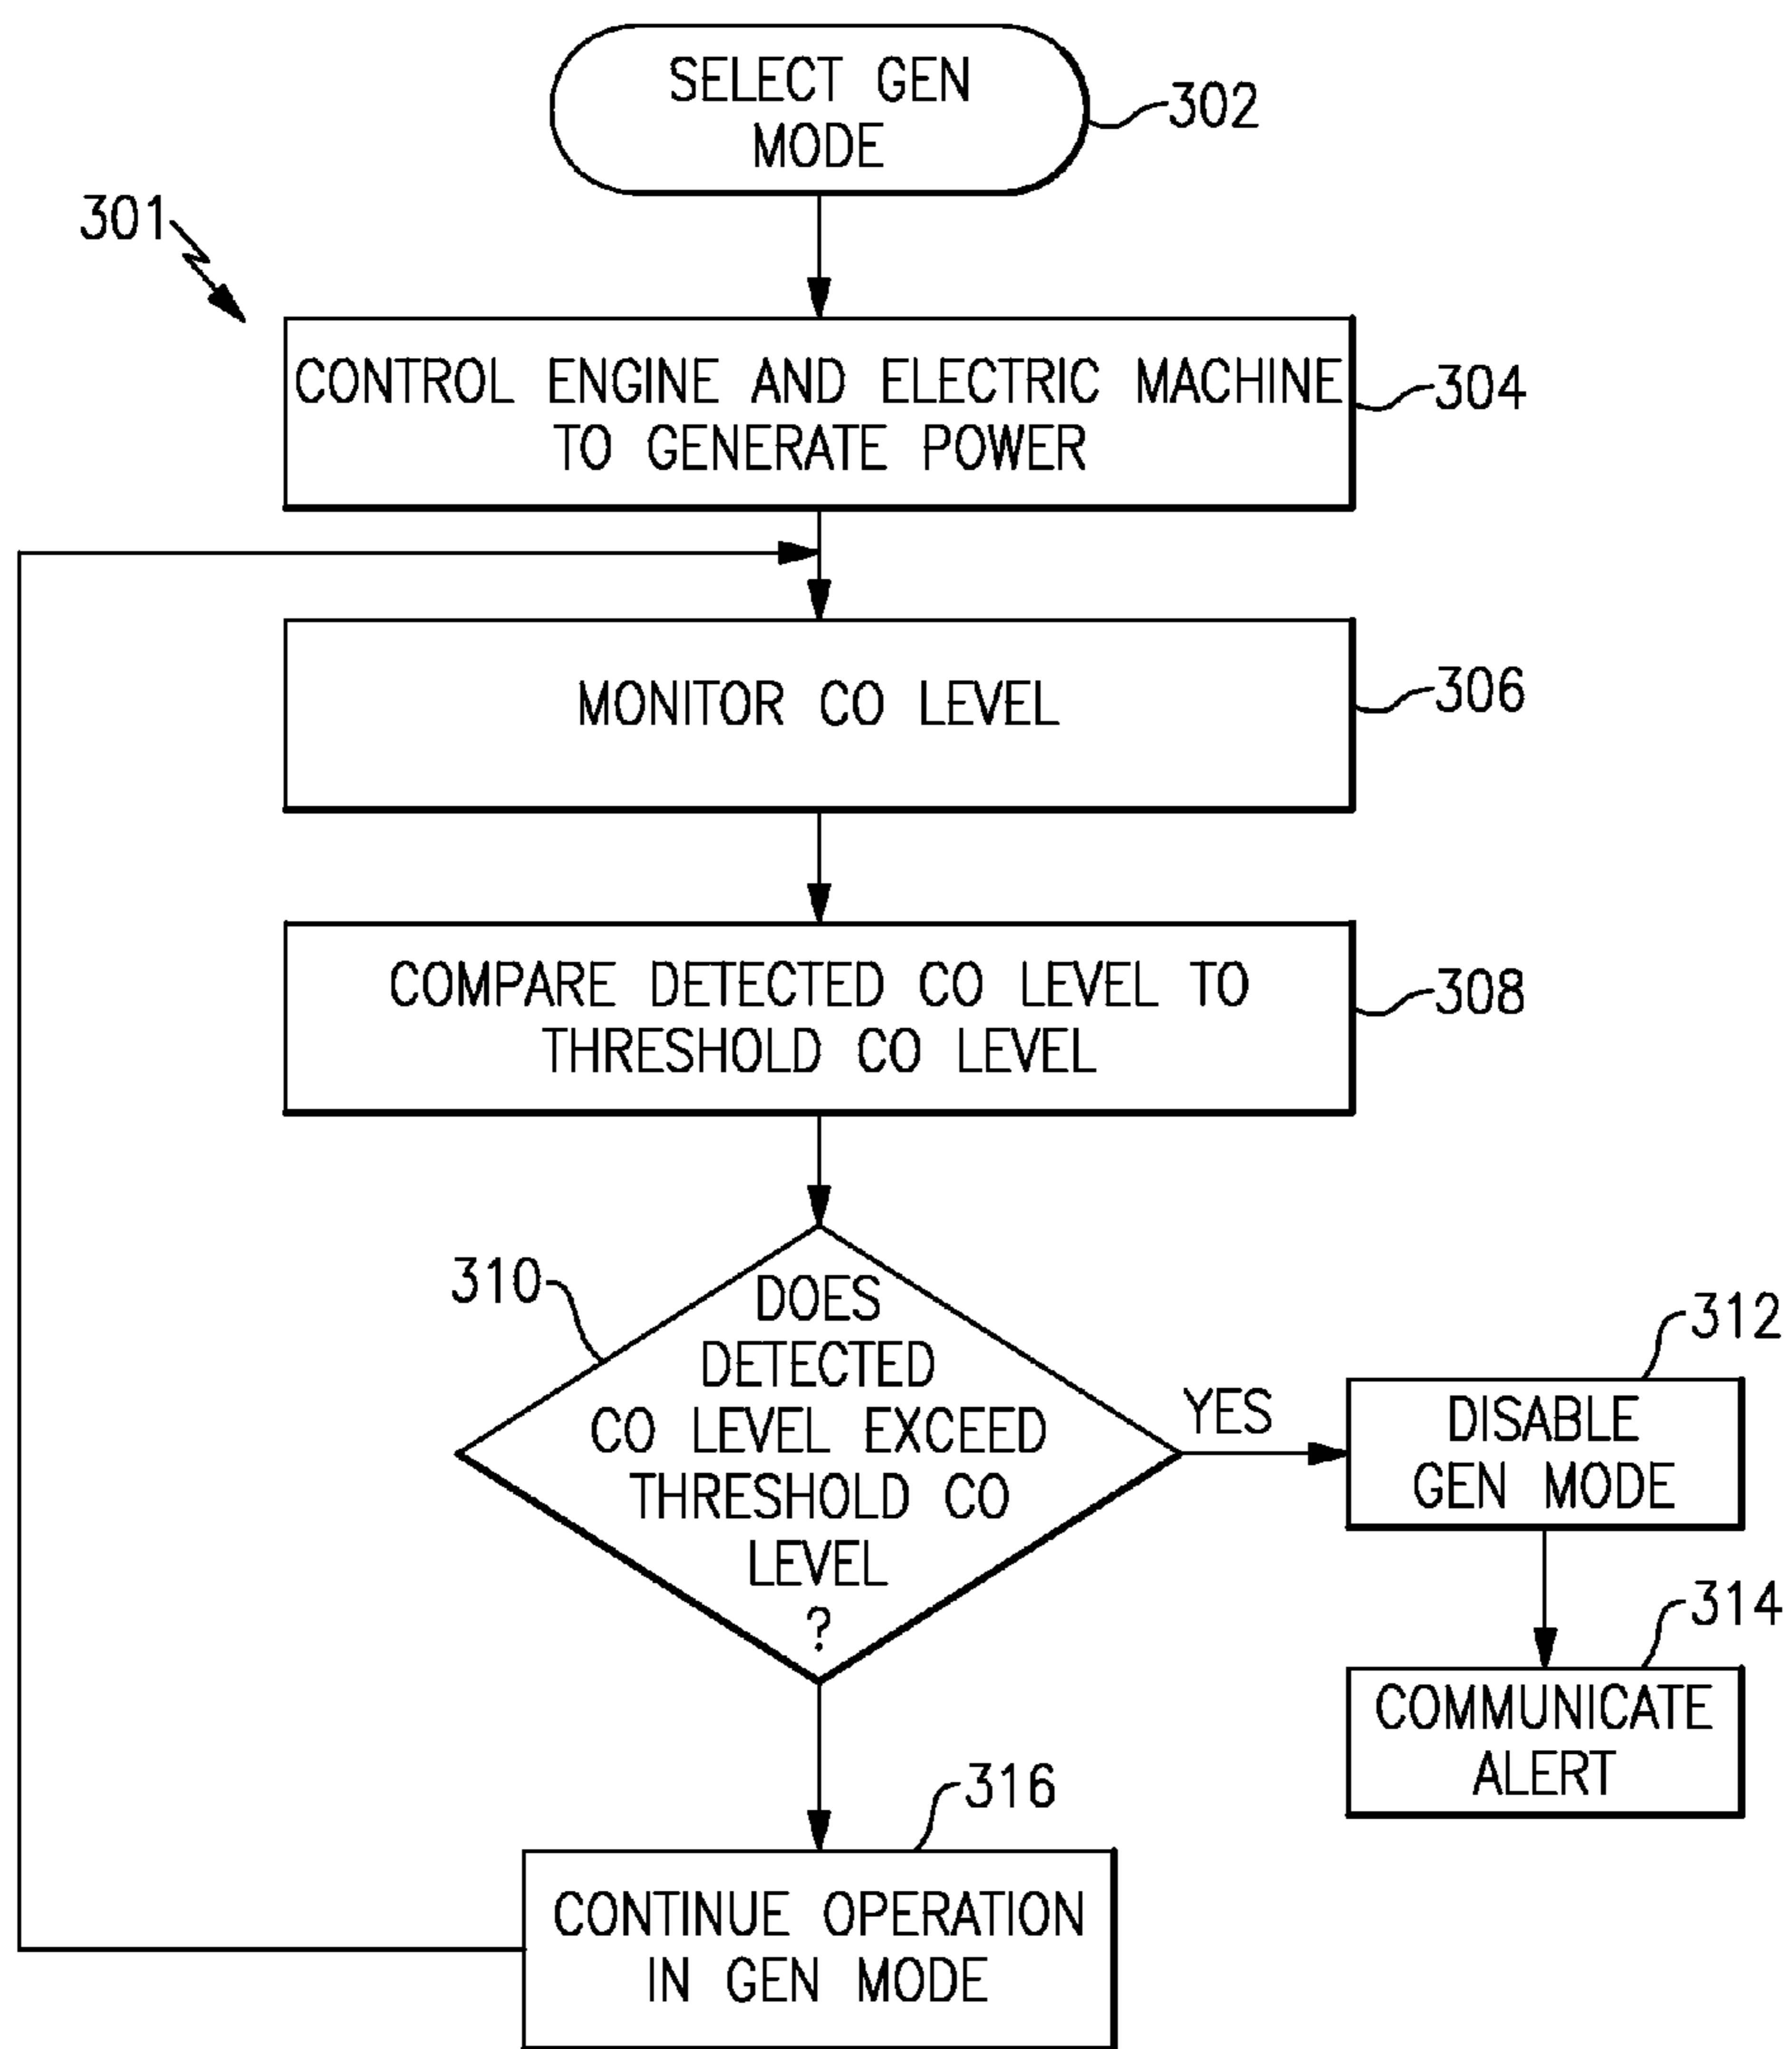 SELECT GEN
MODE
302
301
CONTROL ENGINE AND ELECTRIC MACHINE
TO GENERATE POWER
304
MONITOR CO LEVEL
306
COMPARE DETECTED CO LEVEL TO
THRESHOLD CO LEVEL
308
310
DOES
DETECTED
CO LEVEL EXCEED
THRESHOLD CO
LEVEL
?
YES
312
DISABLE
GEN MODE
314
COMMUNICATE
ALERT
316
CONTINUE OPERATION
IN GEN MODE